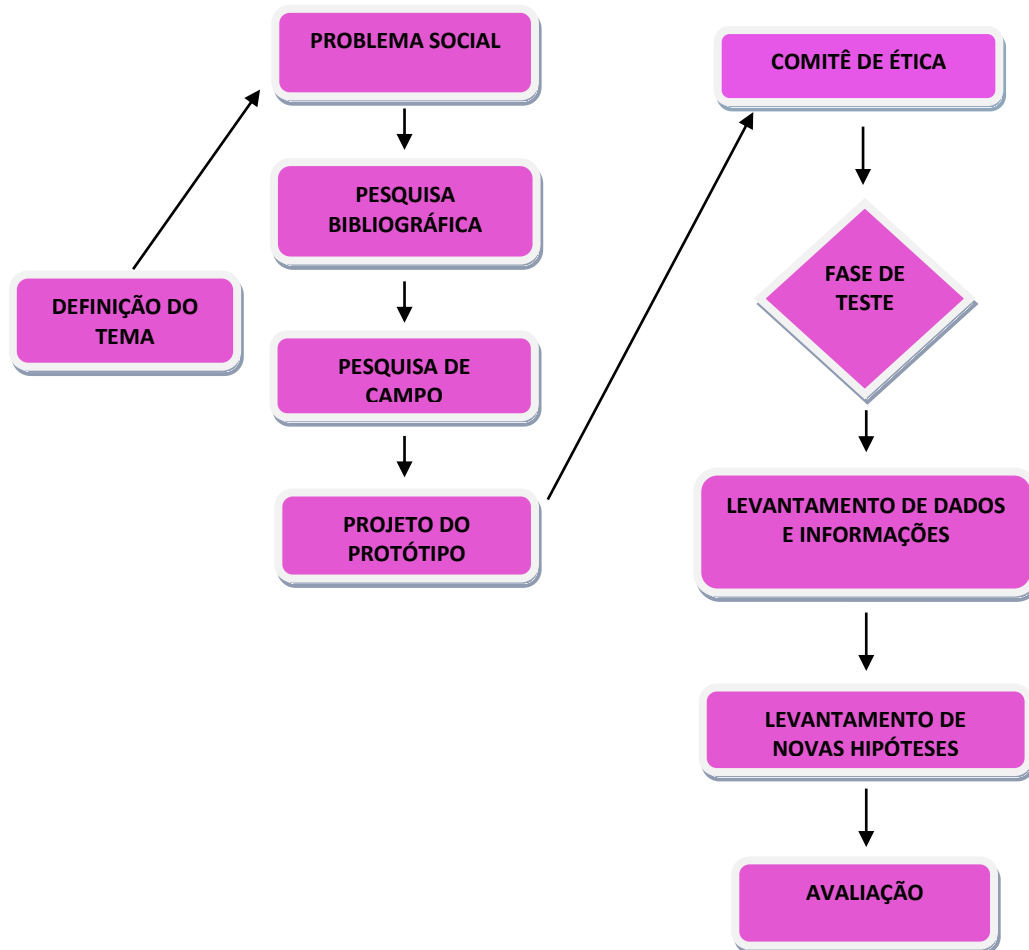 DEFINIÇÃO DO
TEMA
PROBLEMA SOCIAL
PESQUISA
BIBLIOGRÁFICA
PESQUISA DE
CAMPO
PROJETO DO
PROTÓTIPO
COMITÊ DE ÉTICA
FASE DE
TESTE
LEVANTAMENTO DE DADOS
E INFORMAÇÕES
LEVANTAMENTO DE
NOVAS HIPÓTESES
AVALIAÇÃO